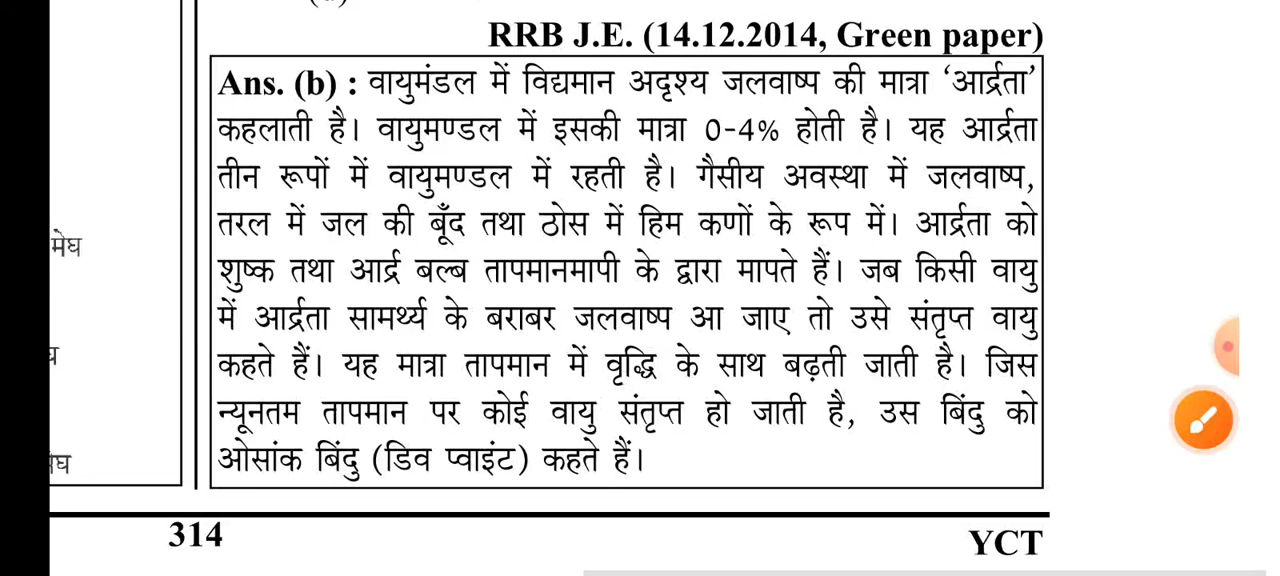 RRB J.E. (14.12.2014, Green paper)
Ans. (b) : वायुमंडल में विद्यमान अदृश्य जलवाष्प की मात्रा ‘आर्द्रता’
कहलाती है। वायुमण्डल में इसकी मात्रा 0-4% होती है। यह आर्द्रता
तीन रूपों में वायुमण्डल में रहती है। गैसीय अवस्था में जलवाष्प,
तरल में जल की बूँद तथा ठोस में हिम कणों के रूप में। आर्द्रता को
शुष्क तथा आर्द्र बल्ब तापमानमापी के द्वारा मापते हैं। जब किसी वायु
में आर्द्रता सामर्थ्य के बराबर जलवाष्प आ जाए तो उसे संतृप्त वायु
कहते हैं। यह मात्रा तापमान में वृद्धि के साथ बढ़ती जाती है। जिस
न्यूनतम तापमान पर कोई वायु संतृप्त हो जाती है, उस बिंदु को
ओसांक बिंदु (डिव प्वाइंट) कहते हैं।
मेघ
314
YCT